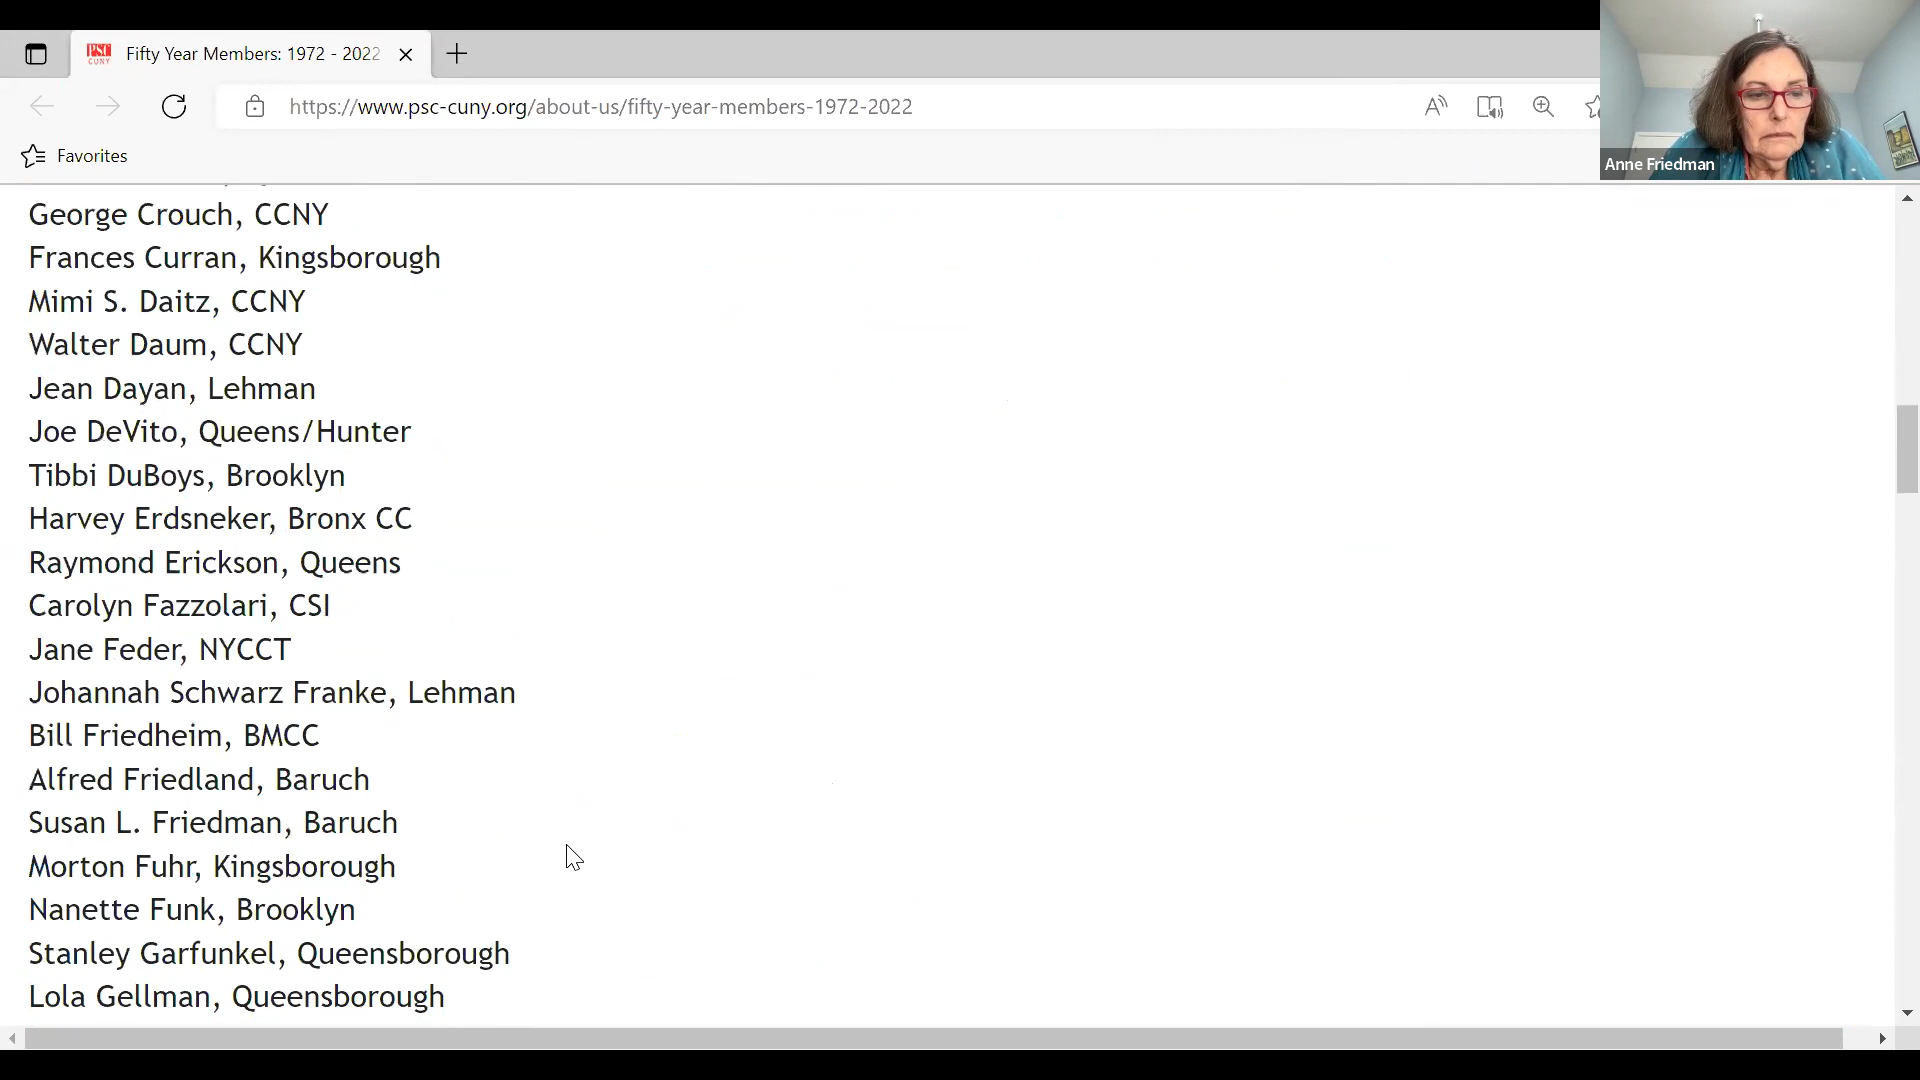 PSC
CUNY
Fifty Year Members: 1972 - 2022
https://www.psc-cuny.org/about-us/fifty-year-members-1972-2022
Favorites
Anne Friedman
George Crouch, CCNY
Frances Curran, Kingsborough
Mimi S. Daitz, CCNY
Walter Daum, CCNY
Jean Dayan, Lehman
Joe DeVito, Queens/Hunter
Tibbi DuBoys, Brooklyn
Harvey Erdsneker, Bronx CC
Raymond Erickson, Queens
Carolyn Fazzolari, CSI
Jane Feder, NYCCT
Johannah Schwarz Franke, Lehman
Bill Friedheim, BMCC
Alfred Friedland, Baruch
Susan L. Friedman, Baruch
Morton Fuhr, Kingsborough
Nanette Funk, Brooklyn
Stanley Garfunkel, Queensborough
Lola Gellman, Queensborough